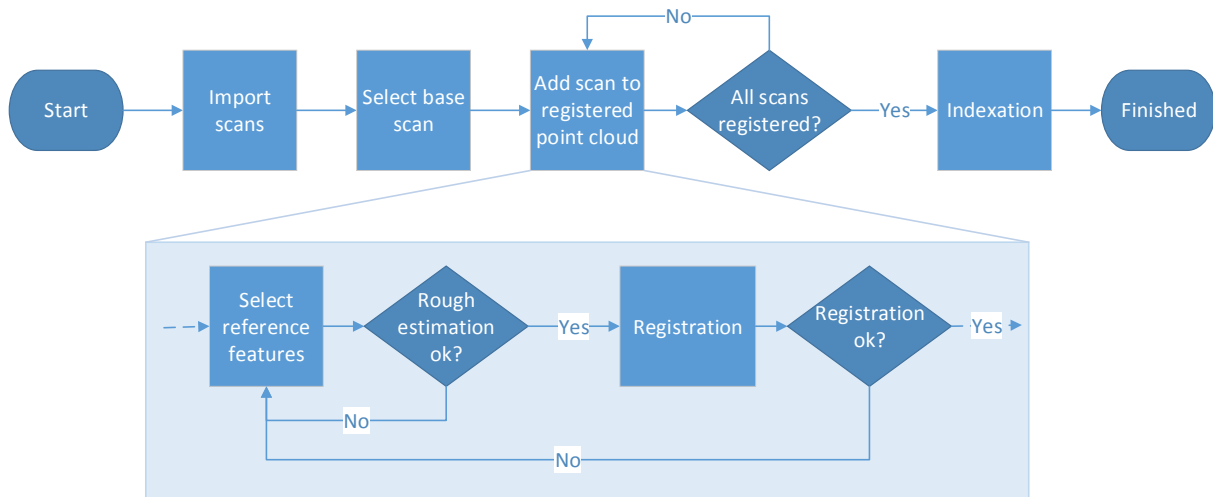 No
Start
Import
scans
Select base
scan
Add scan to
registered
point cloud
All scans
registered?
Yes
Indexation
Finished
Select
reference
features
Rough
estimation
ok?
Yes
Registration
Registration
ok?
Yes
No
No